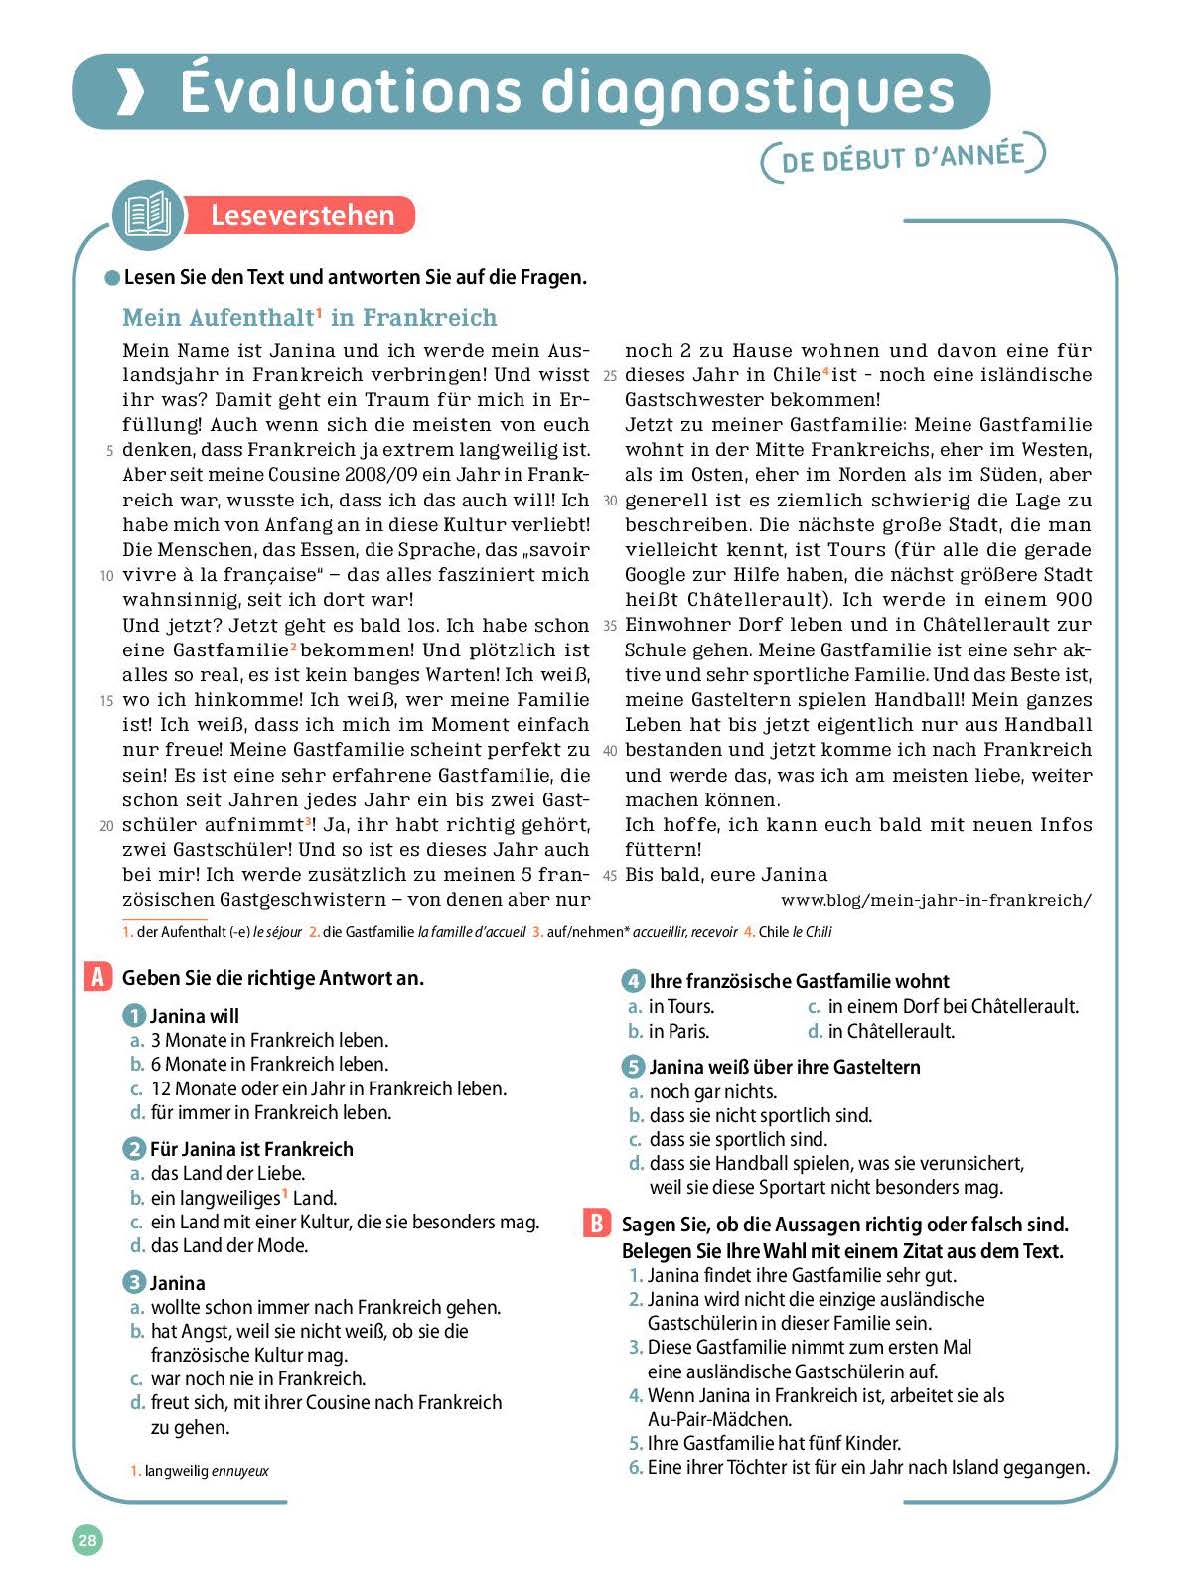 Évaluations diagnostiques
(DE DÉBUT D'ANNÉE)
Leseverstehen
Lesen Sie den Text und antworten Sie auf die Fragen.
Mein Aufenthalt¹ in Frankreich
Mein Name ist Janina und ich werde mein Aus-
landsjahr in Frankreich verbringen! Und wisst
ihr was? Damit geht ein Traum für mich in Er-
füllung! Auch wenn sich die meisten von euch
5 denken, dass Frankreich ja extrem langweilig ist.
Aber seit meine Cousine 2008/09 ein Jahr in Frank-
reich war, wusste ich, dass ich das auch will! Ich
habe mich von Anfang an in diese Kultur verliebt!
Die Menschen, das Essen, die Sprache, das „savoir
10 vivre à la française“ – das alles fasziniert mich
wahnsinnig, seit ich dort war!
Und jetzt? Jetzt geht es bald los. Ich habe schon
eine Gastfamilie² bekommen! Und plötzlich ist
alles so real, es ist kein banges Warten! Ich weiß,
15 wo ich hinkomme! Ich weiß, wer meine Familie
ist! Ich weiß, dass ich mich im Moment einfach
nur freue! Meine Gastfamilie scheint perfekt zu
sein! Es ist eine sehr erfahrene Gastfamilie, die
schon seit Jahren jedes Jahr ein bis zwei Gast-
20 schüler aufnimmt³! Ja, ihr habt richtig gehört,
zwei Gastschüler! Und so ist es dieses Jahr auch
bei mir! Ich werde zusätzlich zu meinen 5 fran-
zösischen Gastgeschwistern – von denen aber nur
noch 2 zu Hause wohnen und davon eine für
25 dieses Jahr in Chile⁴ ist - noch eine isländische
Gastschwester bekommen!
Jetzt zu meiner Gastfamilie: Meine Gastfamilie
wohnt in der Mitte Frankreichs, eher im Westen,
als im Osten, eher im Norden als im Süden, aber
30 generell ist es ziemlich schwierig die Lage zu
beschreiben. Die nächste große Stadt, die man
vielleicht kennt, ist Tours (für alle die gerade
Google zur Hilfe haben, die nächst größere Stadt
heißt Châtellerault). Ich werde in einem 900
35 Einwohner Dorf leben und in Châtellerault zur
Schule gehen. Meine Gastfamilie ist eine sehr ak-
tive und sehr sportliche Familie. Und das Beste ist,
meine Gasteltern spielen Handball! Mein ganzes
Leben hat bis jetzt eigentlich nur aus Handball
40 bestanden und jetzt komme ich nach Frankreich
und werde das, was ich am meisten liebe, weiter
machen können.
Ich hoffe, ich kann euch bald mit neuen Infos
füttern!
45 Bis bald, eure Janina
www.blog/mein-jahr-in-frankreich/
1. der Aufenthalt (-e) le séjour 2. die Gastfamilie la famille d'accueil 3. auf/nehmen* accueillir, recevoir 4. Chile le Chili
A Geben Sie die richtige Antwort an.
1 Janina will
a. 3 Monate in Frankreich leben.
b. 6 Monate in Frankreich leben.
c. 12 Monate oder ein Jahr in Frankreich leben.
d. für immer in Frankreich leben.
2 Für Janina ist Frankreich
a. das Land der Liebe.
b. ein langweiliges¹ Land.
c. ein Land mit einer Kultur, die sie besonders mag.
d. das Land der Mode.
3 Janina
a. wollte schon immer nach Frankreich gehen.
b. hat Angst, weil sie nicht weiß, ob sie die
französische Kultur mag.
c. war noch nie in Frankreich.
d. freut sich, mit ihrer Cousine nach Frankreich
zu gehen.
1. langweilig ennuyeux
4 Ihre französische Gastfamilie wohnt
a. in Tours. c. in einem Dorf bei Châtellerault.
b. in Paris. d. in Châtellerault.
5 Janina weiß über ihre Gasteltern
a. noch gar nichts.
b. dass sie nicht sportlich sind.
c. dass sie sportlich sind.
d. dass sie Handball spielen, was sie verunsichert,
weil sie diese Sportart nicht besonders mag.
B Sagen Sie, ob die Aussagen richtig oder falsch sind.
Belegen Sie Ihre Wahl mit einem Zitat aus dem Text.
1. Janina findet ihre Gastfamilie sehr gut.
2. Janina wird nicht die einzige ausländische
Gastschülerin in dieser Familie sein.
3. Diese Gastfamilie nimmt zum ersten Mal
eine ausländische Gastschülerin auf.
4. Wenn Janina in Frankreich ist, arbeitet sie als
Au-Pair-Mädchen.
5. Ihre Gastfamilie hat fünf Kinder.
6. Eine ihrer Töchter ist für ein Jahr nach Island gegangen.
28